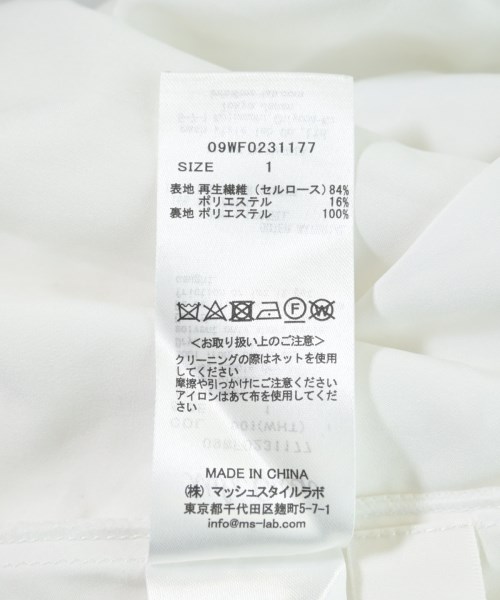 09WF0231177
SIZE 1
表地 再生繊維 (セルロース) 84%
ポリエステル 16%
裏地 ポリエステル 100%
F W
<お取り扱い上のご注意>
クリーニングの際はネットを使用
してください
摩擦や引っかけにご注意ください
アイロンはあて布を使用してくだ
さい
MADE IN CHINA
(株) マッシュスタイルラボ
東京都千代田区麹町5-7-1
info@ms-lab.com